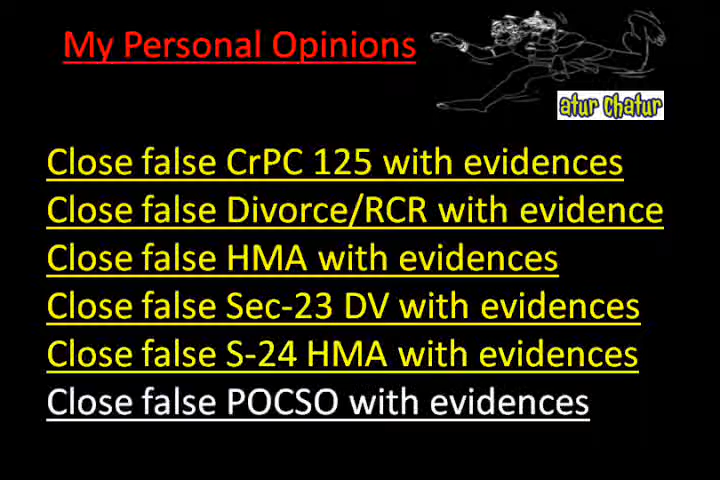 My Personal Opinions
atur Chatur
Close false CrPC 125 with evidences
Close false Divorce/RCR with evidence
Close false HMA with evidences
Close false Sec-23 DV with evidences
Close false S-24 HMA with evidences
Close false POCSO with evidences